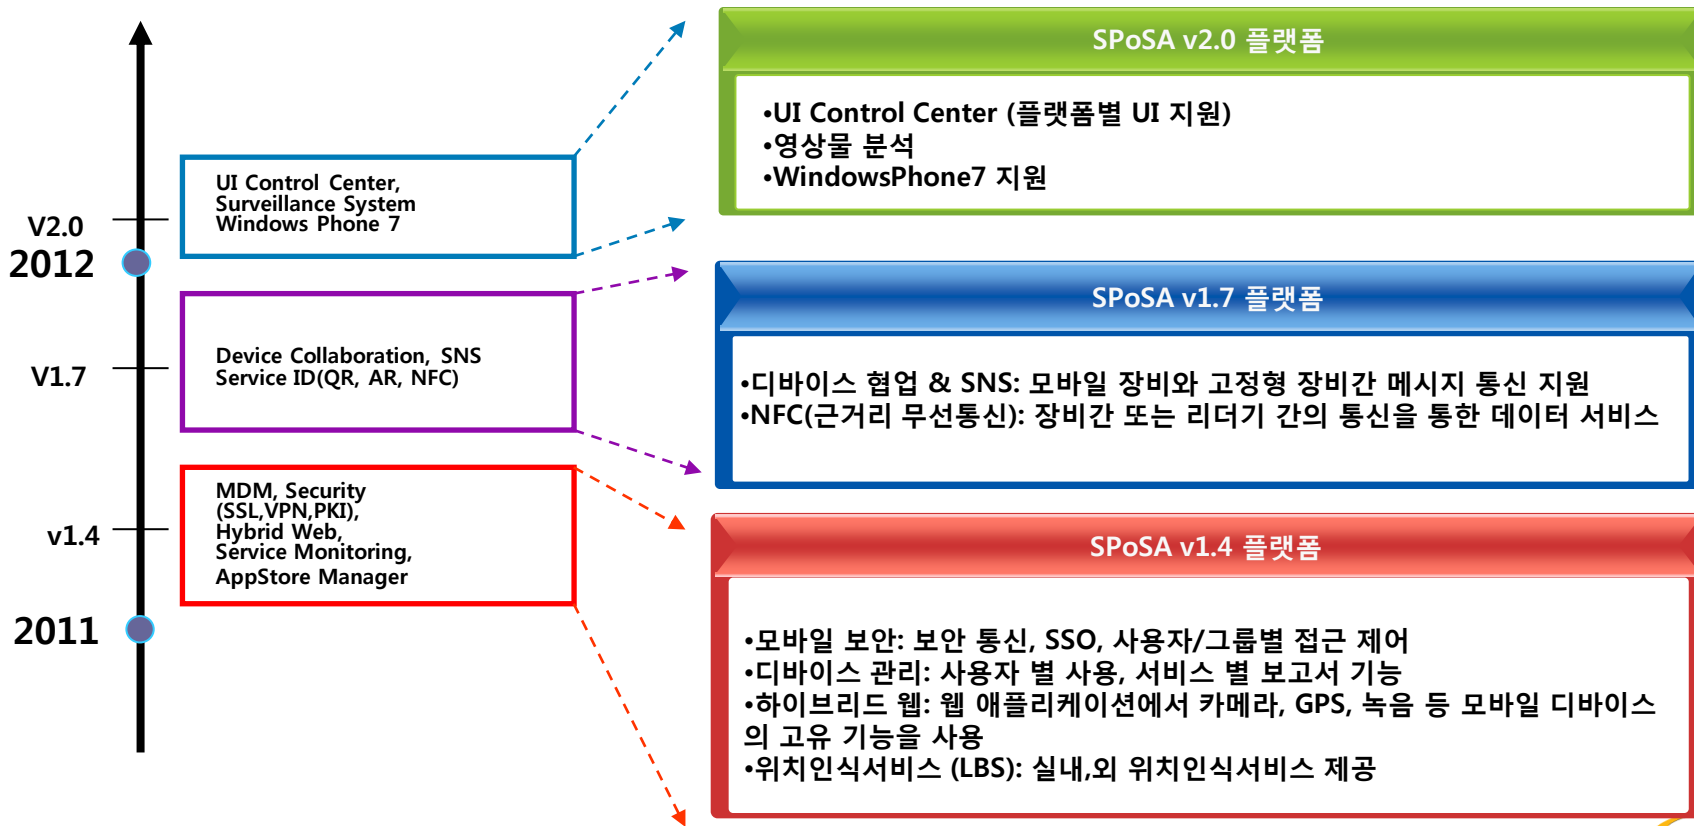 SPoSA v2.0 플랫폼
•UI Control Center (플랫폼별 UI 지원)
•영상물 분석
•WindowsPhone7 지원
UI Control Center,
Surveillance System
Windows Phone 7
V2.0
2012
SPoSA v1.7 플랫폼
•디바이스 협업 & SNS: 모바일 장비와 고정형 장비간 메시지 통신 지원
•NFC(근거리 무선통신): 장비간 또는 리더기 간의 통신을 통한 데이터 서비스
Device Collaboration, SNS
Service ID(QR, AR, NFC)
V1.7
MDM, Security
(SSL,VPN,PKI),
Hybrid Web,
Service Monitoring,
AppStore Manager
v1.4
2011
SPoSA v1.4 플랫폼
•모바일 보안: 보안 통신, SSO, 사용자/그룹별 접근 제어
•디바이스 관리: 사용자 별 사용, 서비스 별 보고서 기능
•하이브리드 웹: 웹 애플리케이션에서 카메라, GPS, 녹음 등 모바일 디바이스
의 고유 기능을 사용
•위치인식서비스 (LBS): 실내,외 위치인식서비스 제공